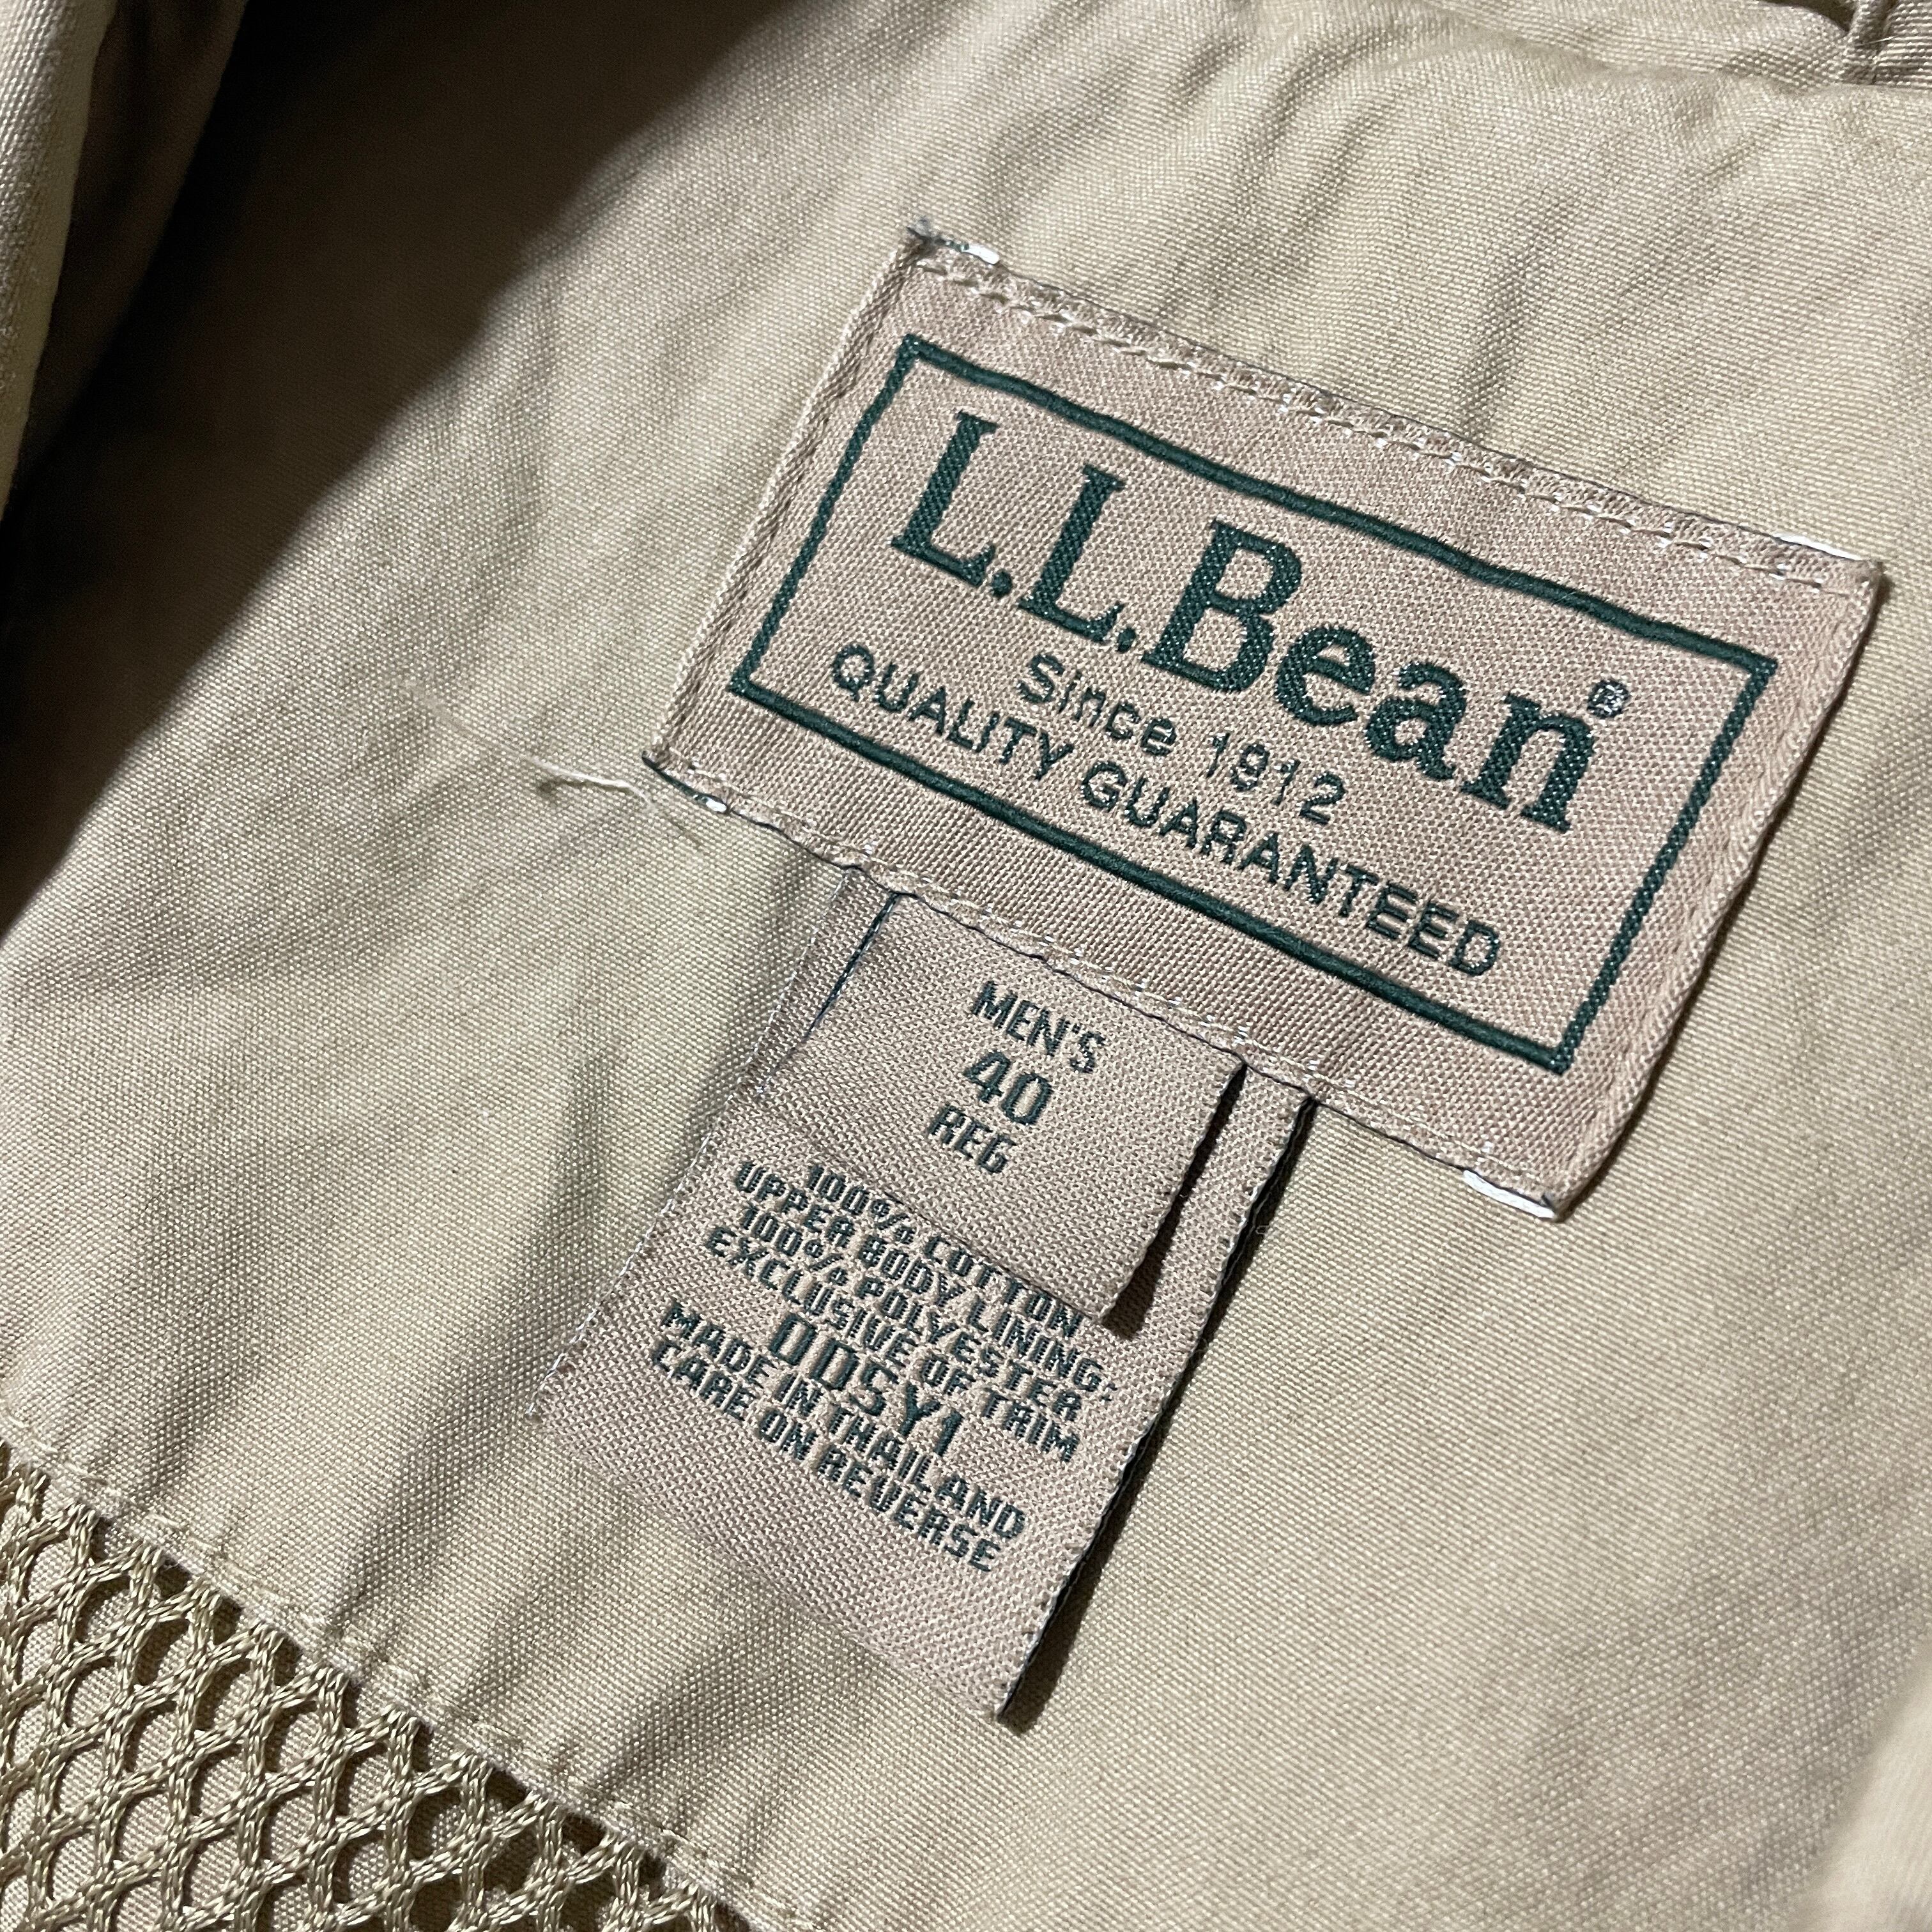 L.L.Bean®
Since 1912
QUALITY GUARANTEED
MEN'S
40
REG
100% COTTON
UPPER BODY LINING:
100% POLYESTER
EXCLUSIVE OF TRIM
0D5Y1
MADE IN THAILAND
CARE ON REVERSE